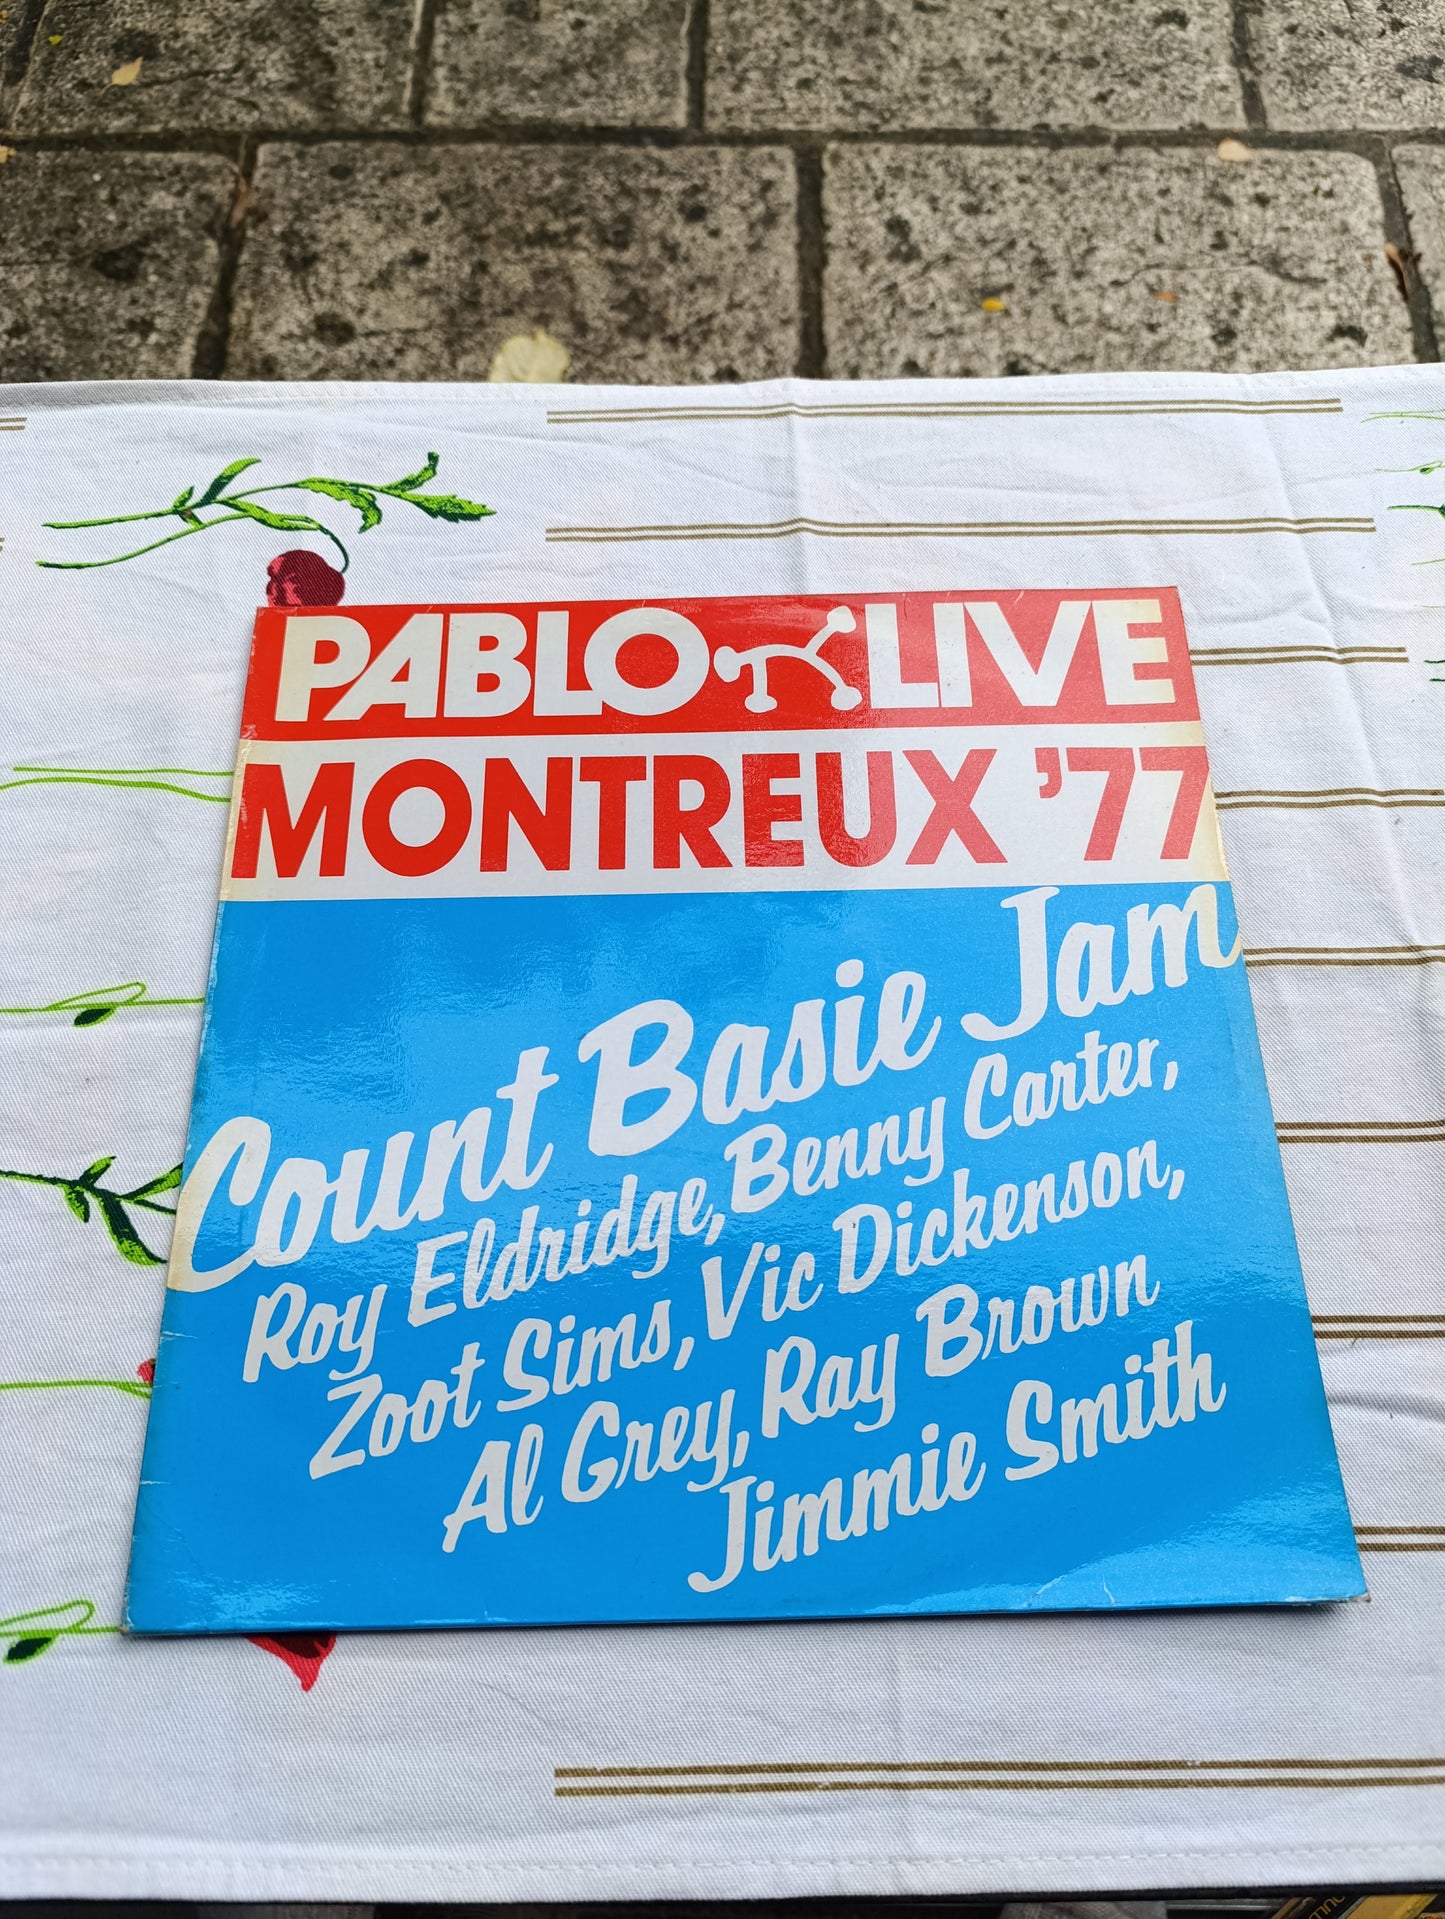 PABLO LIVE
MONTREUX '77
Count Basie Jam
Roy Eldridge, Benny Carter,
Zoot Sims, Vic Dickenson,
Al Grey, Ray Brown
Jimmie Smith